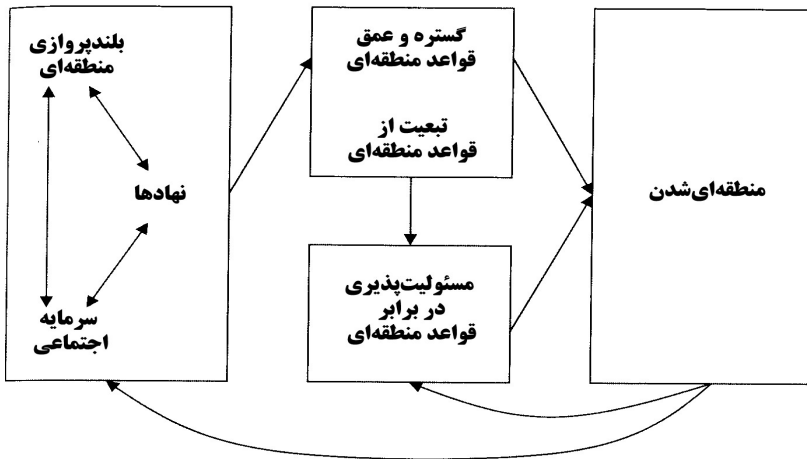 بلندپروازی
منطقه‌ای
نهادها
سرمایه
اجتماعی
گستره و عمق
قواعد منطقه‌ای
تبعیت از
قواعد منطقه‌ای
مسئولیت‌پذیری
در برابر
قواعد منطقه‌ای
منطقه‌ای‌شدن